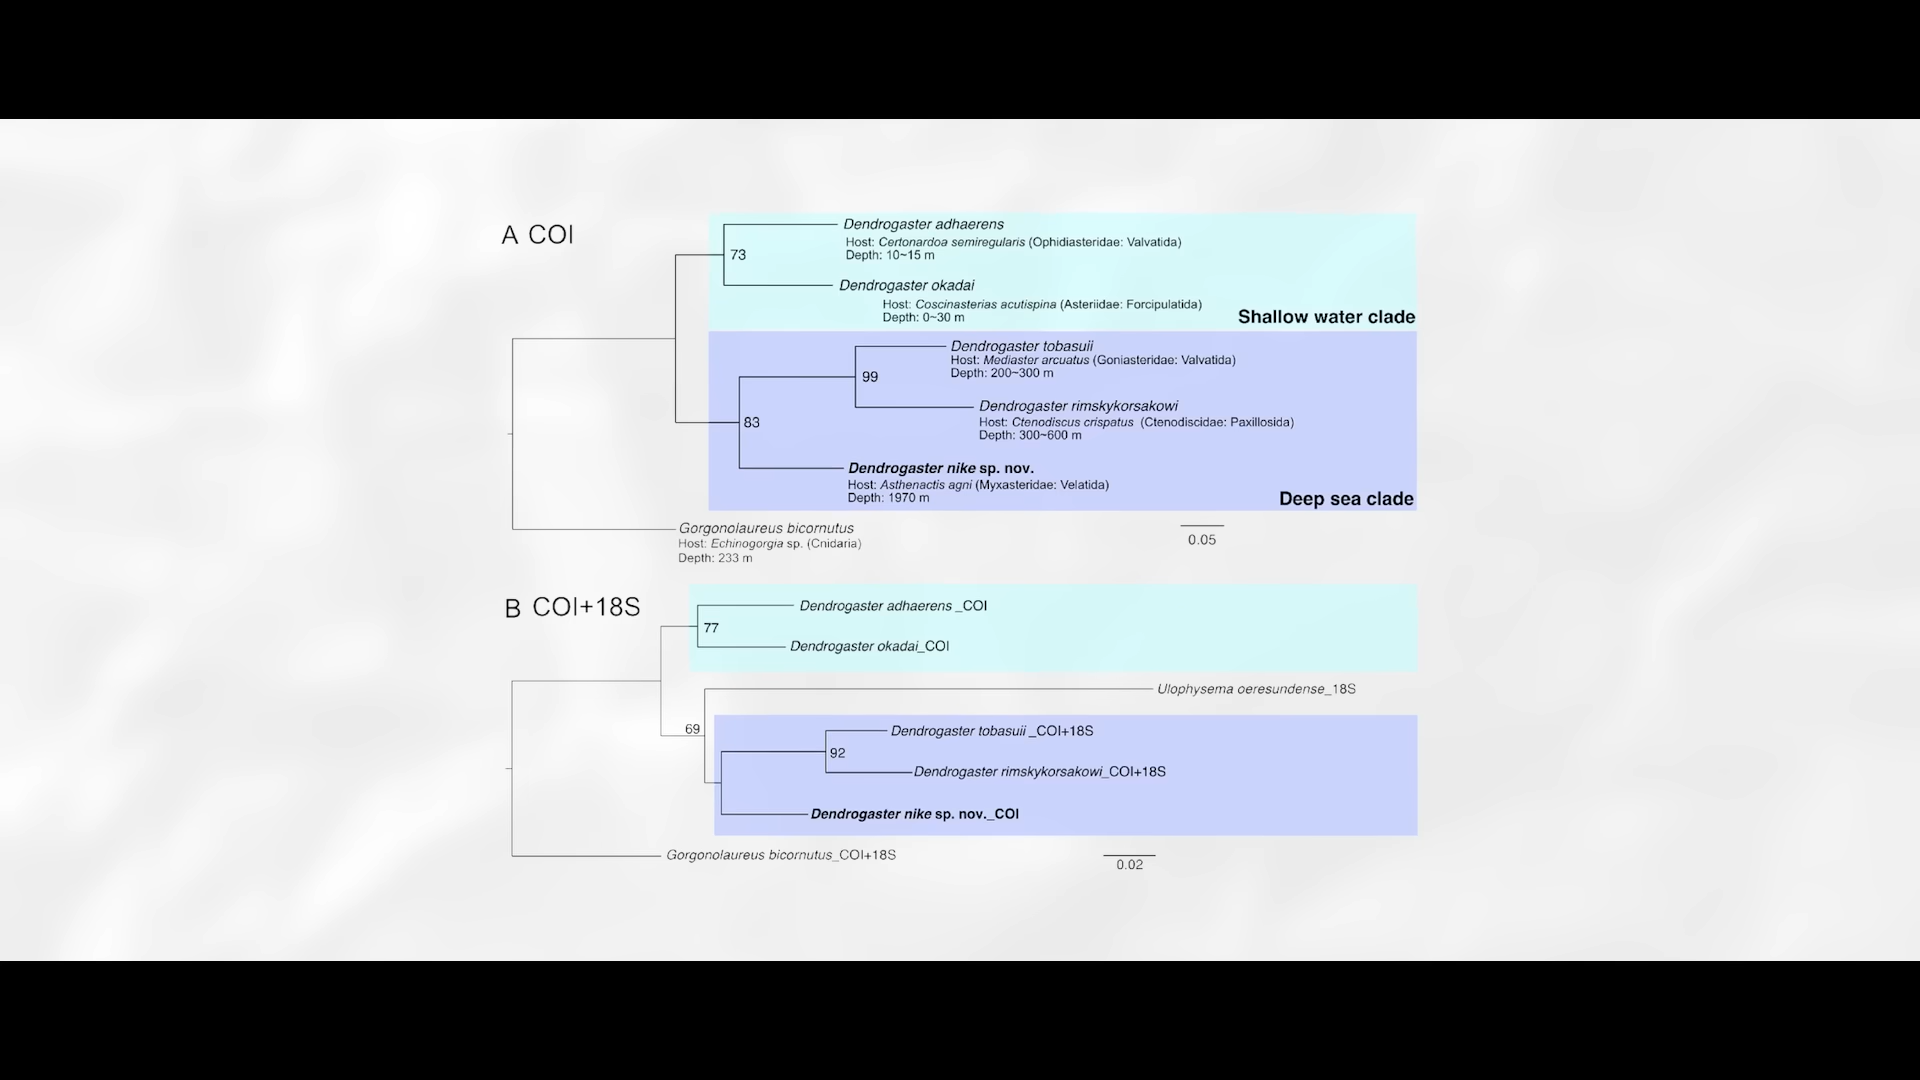 A COI
Dendrogaster adhaerens
Host: Certonardoa semiregularis (Ophidiasteridae: Valvatida)
Depth: 10~15 m
73
Dendrogaster okadai
Host: Coscinasterias acutispina (Asteriidae: Forcipulatida)
Depth: 0~30 m
Shallow water clade
Dendrogaster tobasuii
Host: Mediaster arcuatus (Goniasteridae: Valvatida)
Depth: 200~300 m
99
Dendrogaster rimskykorsakowi
Host: Ctenodiscus crispatus (Ctenodiscidae: Paxillosida)
Depth: 300~600 m
83
Dendrogaster nike sp. nov.
Host: Asthenactis agni (Myxasteridae: Velatida)
Depth: 1970 m
Deep sea clade
Gorgonolaureus bicornutus
Host: Echinogorgia sp. (Cnidaria)
Depth: 233 m
0.05
B COI+18S
Dendrogaster adhaerens _COI
77
Dendrogaster okadai_COI
Ulophysema oeresundense_18S
69
Dendrogaster tobasuii _COI+18S
92
Dendrogaster rimskykorsakowi_COI+18S
Dendrogaster nike sp. nov._COI
Gorgonolaureus bicornutus_COI+18S
0.02